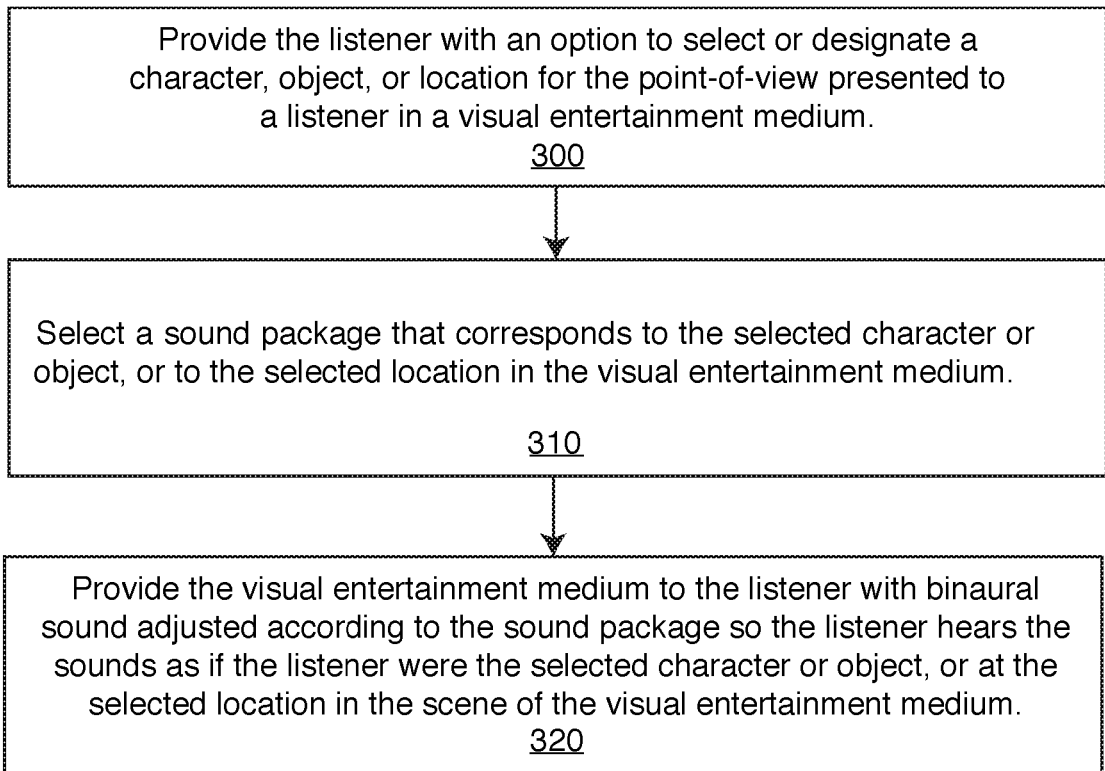 Provide the listener with an option to select or designate a
character, object, or location for the point-of-view presented to
a listener in a visual entertainment medium.
300
Select a sound package that corresponds to the selected character or
object, or to the selected location in the visual entertainment medium.
310
Provide the visual entertainment medium to the listener with binaural
sound adjusted according to the sound package so the listener hears the
sounds as if the listener were the selected character or object, or at the
selected location in the scene of the visual entertainment medium.
320